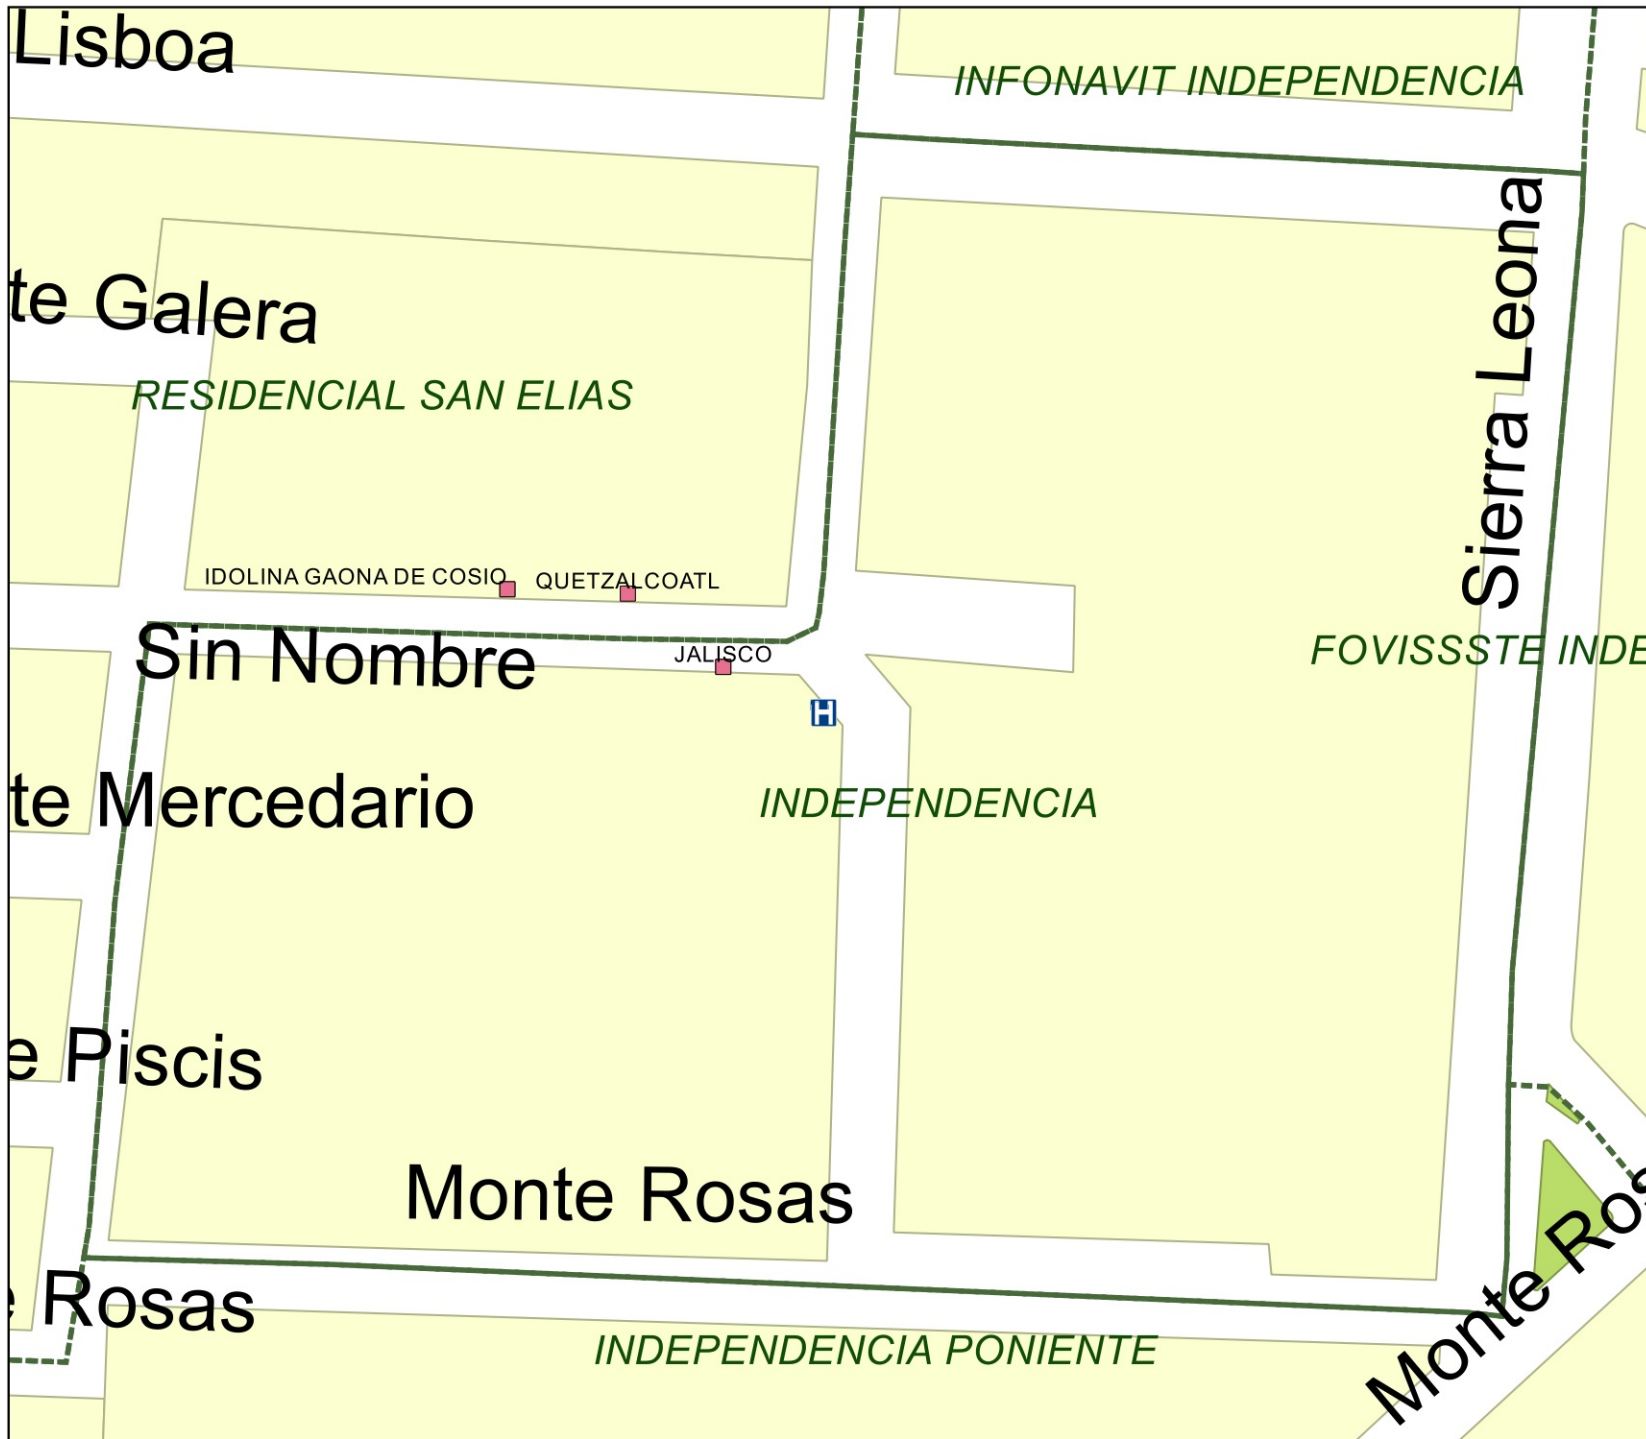 Lisboa
INFONAVIT INDEPENDENCIA
Sierra Leona
te Galera
RESIDENCIAL SAN ELIAS
IDOLINA GAONA DE COSIO
QUETZALCOATL
Sin Nombre
JALISCO
FOVISSSTE INDE
H
te Mercedario
INDEPENDENCIA
e Piscis
Monte Rosas
Monte Ros
e Rosas
INDEPENDENCIA PONIENTE